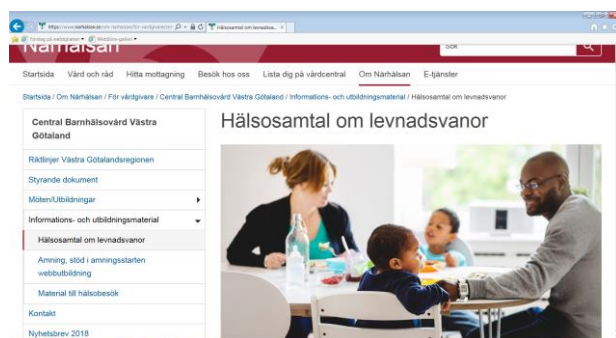 Närhälsan
Sök
Startsida Vård och råd Hitta mottagning Besök hos oss Lista dig på vårdcentral Om Närhälsan E-tjänster
Startsida / Om Närhälsan / För vårdgivare / Central Barnhälsovård Västra Götaland / Informations- och utbildningsmaterial / Hälsosamtal om levnadsvanor
Central Barnhälsovård Västra
Götaland
Hälsosamtal om levnadsvanor
Riktlinjer Västra Götalandsregionen
Styrande dokument
Möten/Utbildningar
Informations- och utbildningsmaterial
Hälsosamtal om levnadsvanor
Amning, stöd i amningsstarten
webbutbildning
Material till hälsobesök
Kontakt
Nyhetsbrev 2018